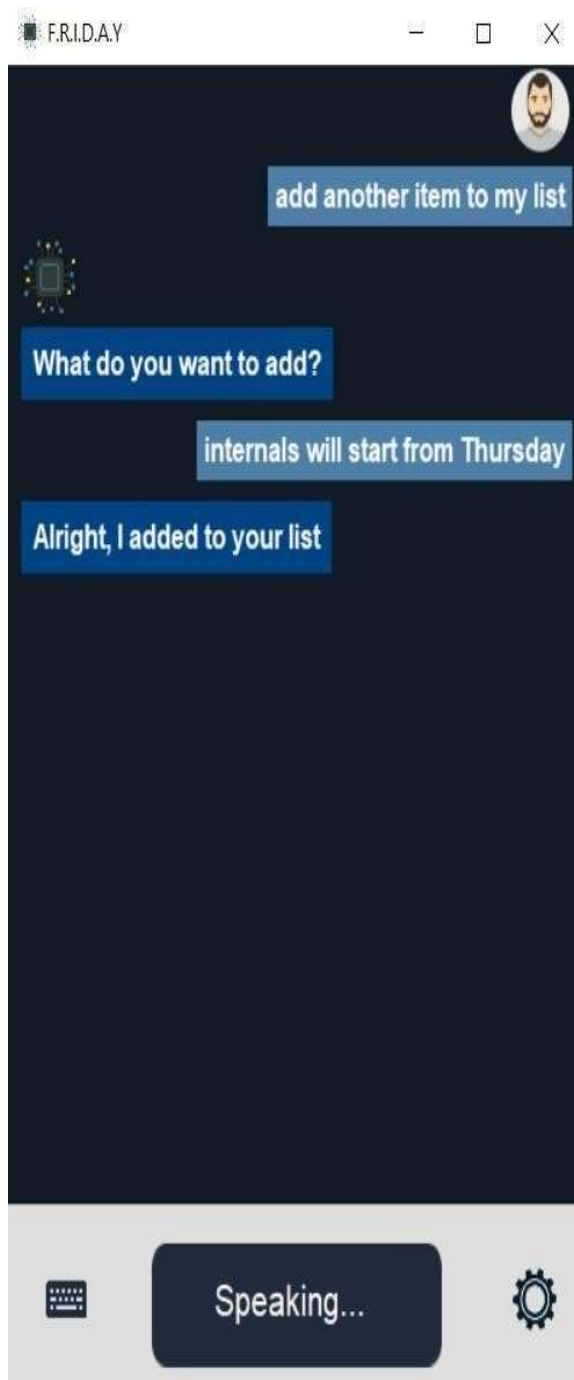 F.R.I.D.A.Y
add another item to my list
What do you want to add?
internals will start from Thursday
Alright, I added to your list
Speaking...